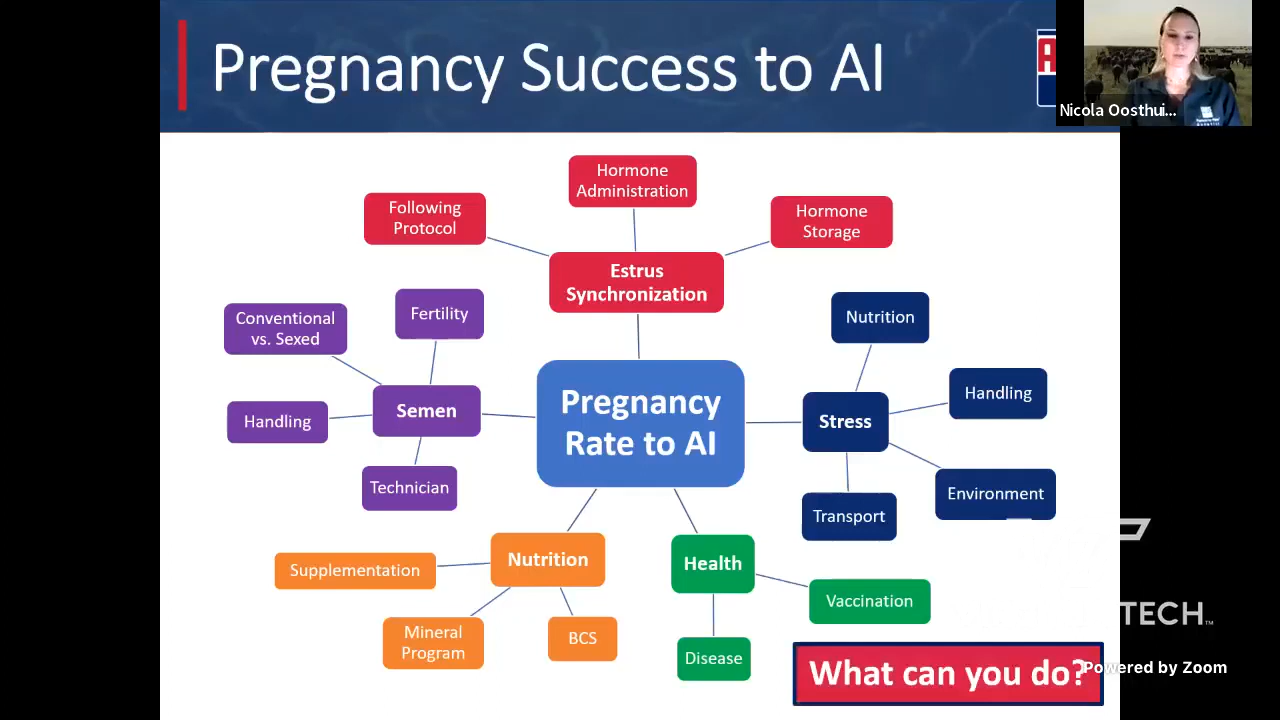 Pregnancy Success to AI
A
Nicola Oosthui...
Hormone
Administration
Following
Protocol
Hormone
Storage
Estrus
Synchronization
Conventional
vs. Sexed
Fertility
Nutrition
Handling
Semen
Pregnancy
Rate to AI
Stress
Handling
Technician
Transport
Environment
Supplementation
Nutrition
Health
Vaccination
Mineral
Program
BCS
Disease
What can you do?
TECH™
Powered by Zoom